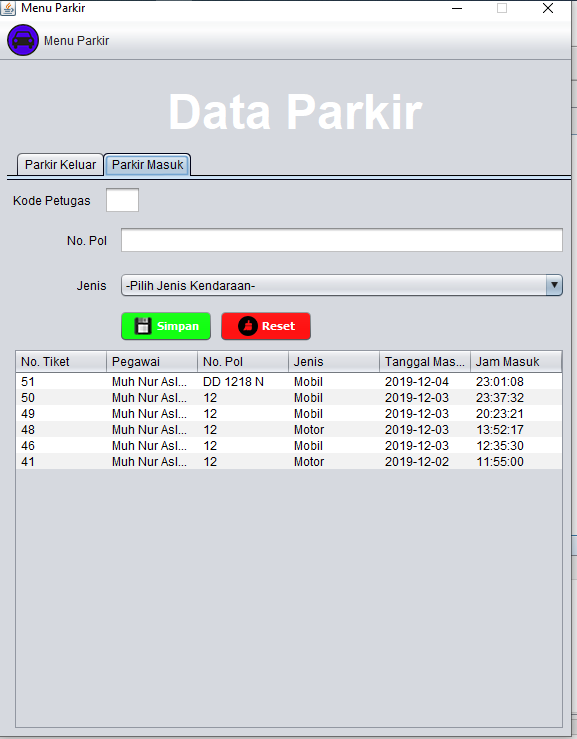 Menu Parkir
Menu Parkir
Data Parkir
Parkir Keluar Parkir Masuk
Kode Petugas
No. Pol
Jenis -Pilih Jenis Kendaraan-
Simpan Reset
No. Tiket Pegawai No. Pol Jenis Tanggal Mas... Jam Masuk
51 Muh Nur Asl... DD 1218 N Mobil 2019-12-04 23:01:08
50 Muh Nur Asl... 12 Mobil 2019-12-03 23:37:32
49 Muh Nur Asl... 12 Mobil 2019-12-03 20:23:21
48 Muh Nur Asl... 12 Motor 2019-12-03 13:52:17
46 Muh Nur Asl... 12 Mobil 2019-12-03 12:35:30
41 Muh Nur Asl... 12 Motor 2019-12-02 11:55:00